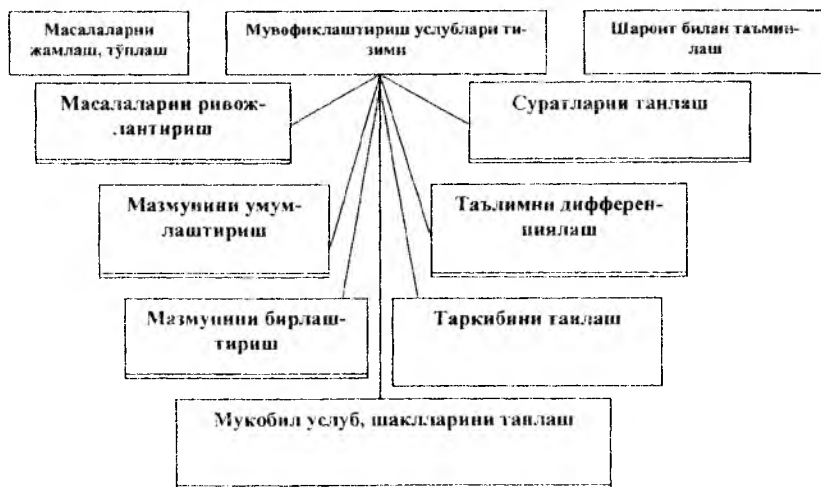 Масалаларни
жамлаш, тўплаш
Мувофиклаштириш услублари ти-
зими
Шароит билан таъмин-
лаш
Масалаларни ривож-
лантириш
Суратларни танлаш
Мазмунини умум-
лаштириш
Таълимни дифферен-
циялаш
Мазмунини бирлаш-
тириш
Таркибини танлаш
Мукобил услуб, шаклларини танлаш